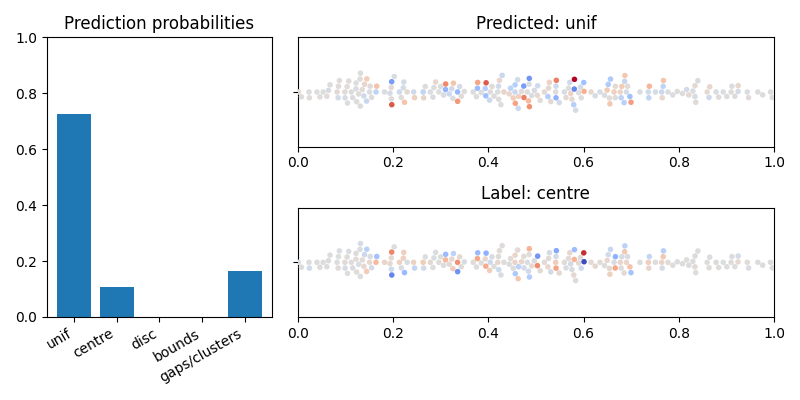 Prediction probabilities
1.0
0.8
0.6
0.4
0.2
0.0
unif
centre
disc
bounds
gaps/clusters
Predicted: unif
0.0 0.2 0.4 0.6 0.8 1.0
Label: centre
0.0 0.2 0.4 0.6 0.8 1.0